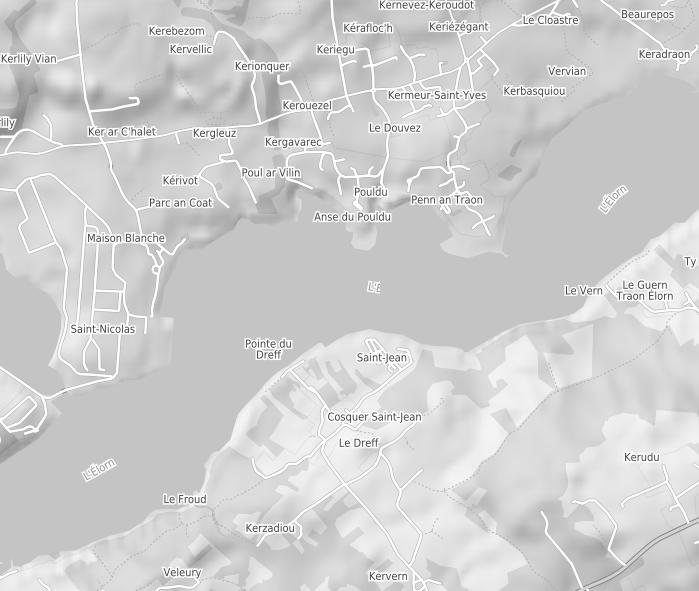 Kernevez-Keroudot
Beaurepos
Le Cloastre
Kerebezom
Kérafloc'h
Keriézégant
Kervellic
Keriegu
Kerlily Vian
Keradraon
Kerionquer
Vervian
Kerbasquiou
Kermeur-Saint-Yves
Kerouezel
lily
Ker ar C'halet
Kergleuz
Le Douvez
Kergavarec
Kérivot
Poul ar Vilin
Pouldu
Penn an Traon
L'Élorn
Parc an Coat
Anse du Pouldu
Maison Blanche
Ty
L'É
Le Vern
Le Guern
Traon Élorn
Saint-Nicolas
Pointe du
Dreff
Saint-Jean
Cosquer Saint-Jean
Le Dreff
L'Élorn
Kerudu
Le Froud
Kerzadiou
Veleury
Kervern